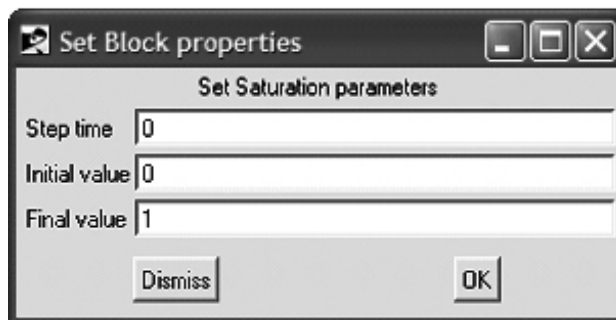 Set Block properties
Set Saturation parameters
Step time 0
Initial value 0
Final value 1
Dismiss OK